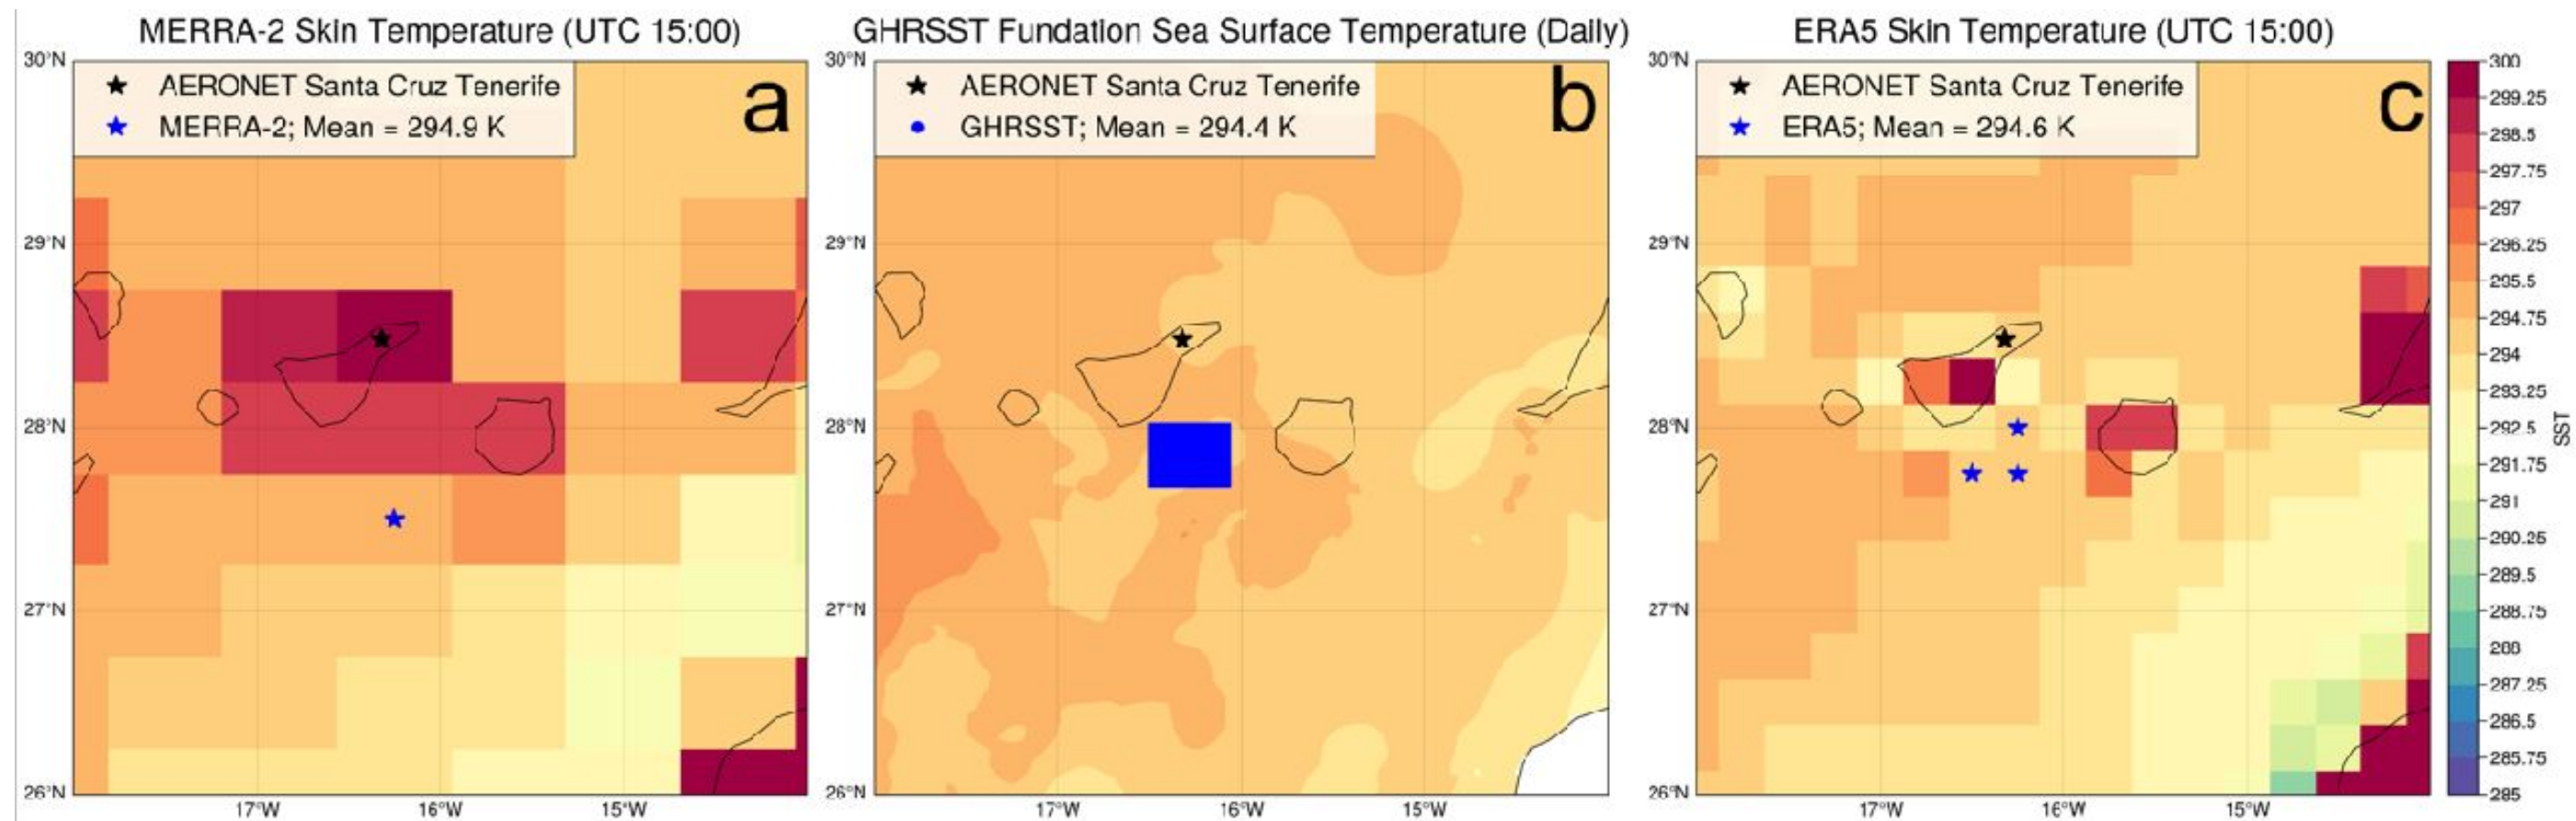 MERRA-2 Skin Temperature (UTC 15:00)
30°N
AERONET Santa Cruz Tenerife
MERRA-2; Mean = 294.9 K
a
29°N
28°N
27°N
26°N
17°W
16°W
15°W
GHRSST Fundation Sea Surface Temperature (Daily)
30°N
AERONET Santa Cruz Tenerife
GHRSST; Mean = 294.4 K
b
29°N
28°N
27°N
26°N
17°W
16°W
15°W
ERA5 Skin Temperature (UTC 15:00)
30°N
AERONET Santa Cruz Tenerife
ERA5; Mean = 294.6 K
c
29°N
28°N
27°N
26°N
17°W
16°W
15°W
300
299.25
298.5
297.75
297
296.25
295.5
294.75
294
293.25
292.5
291.75
291
290.25
289.5
288.75
288
287.25
286.5
285.75
285
SST